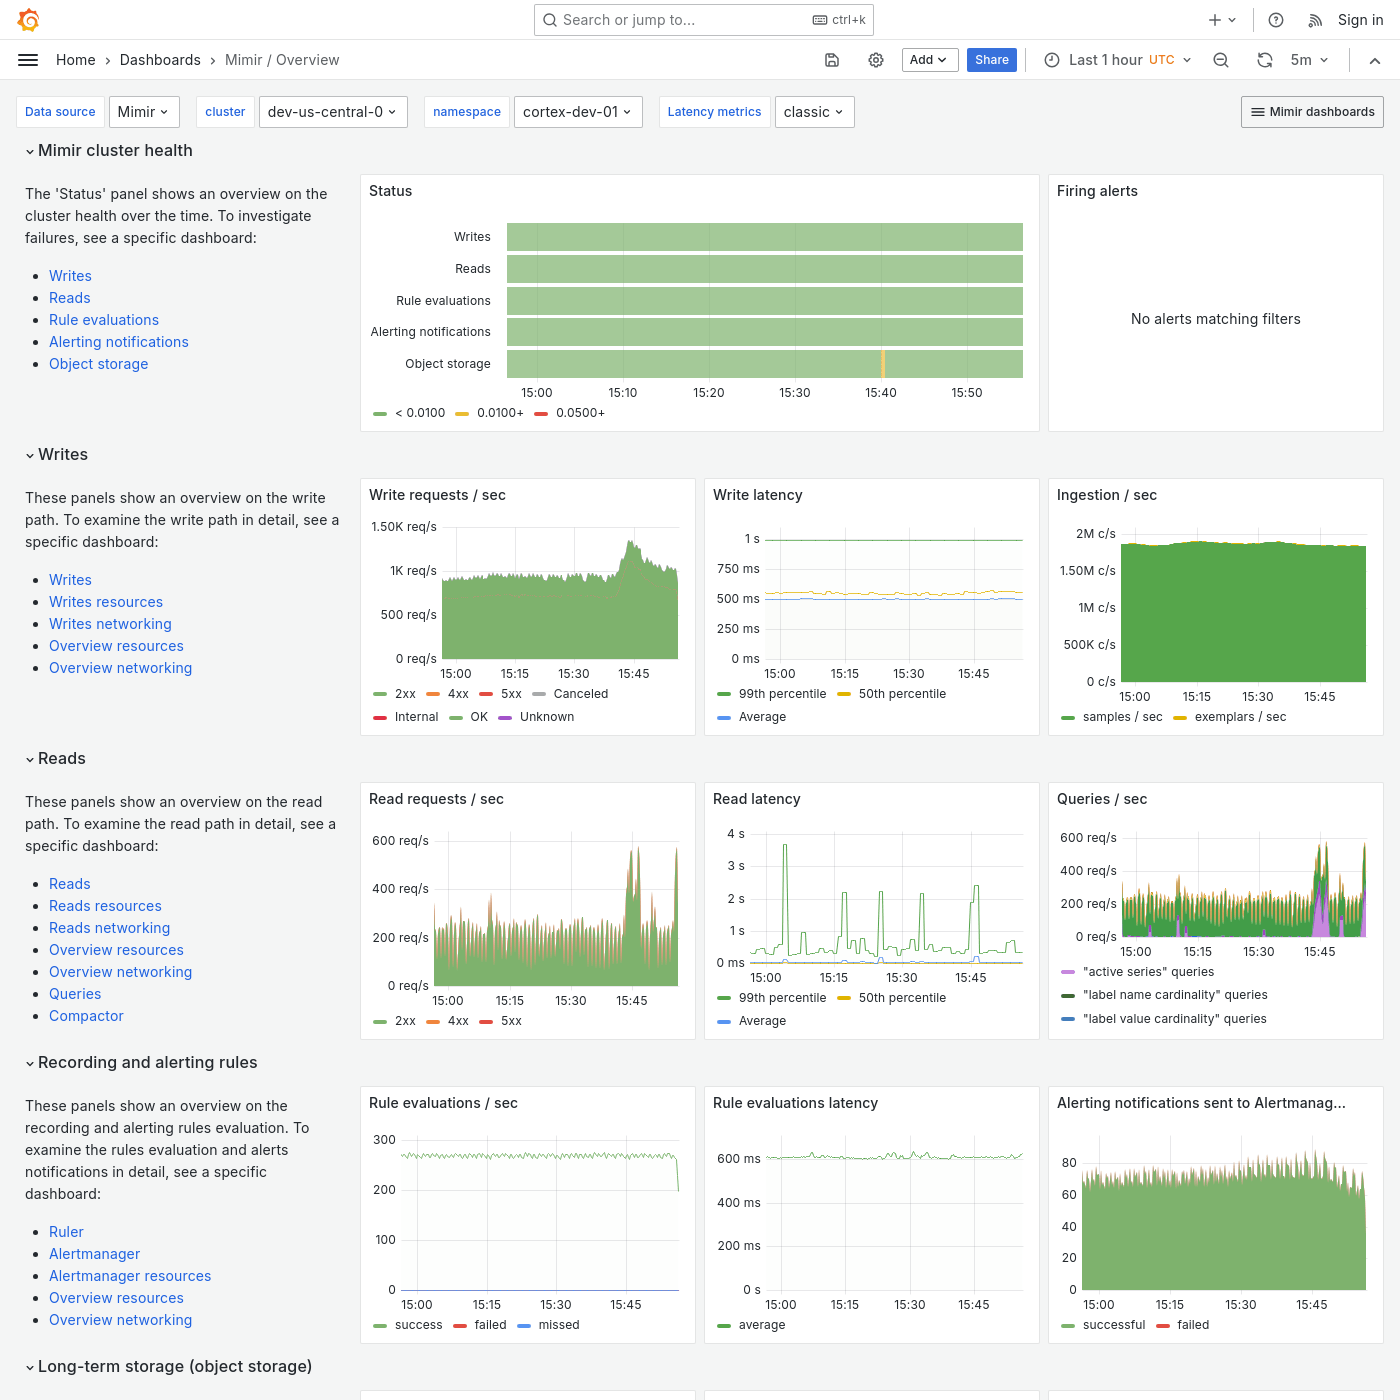 Search or jump to...
ctrl+k
Sign in
Home
Dashboards
Mimir / Overview
Add
Share
Last 1 hour UTC
5m
Data source
Mimir
cluster
dev-us-central-0
namespace
cortex-dev-01
Latency metrics
classic
Mimir dashboards
Mimir cluster health
The 'Status' panel shows an overview on the
cluster health over the time. To investigate
failures, see a specific dashboard:
Writes
Reads
Rule evaluations
Alerting notifications
Object storage
Status
Writes
Reads
Rule evaluations
Alerting notifications
Object storage
15:00 15:10 15:20 15:30 15:40 15:50
< 0.0100 0.0100+ 0.0500+
Firing alerts
No alerts matching filters
Writes
These panels show an overview on the write
path. To examine the write path in detail, see a
specific dashboard:
Writes
Writes resources
Writes networking
Overview resources
Overview networking
Write requests / sec
1.50K req/s
1K req/s
500 req/s
0 req/s
15:00 15:15 15:30 15:45
2xx 4xx 5xx Canceled
Internal OK Unknown
Write latency
1 s
750 ms
500 ms
250 ms
0 ms
15:00 15:15 15:30 15:45
99th percentile 50th percentile
Average
Ingestion / sec
2M c/s
1.50M c/s
1M c/s
500K c/s
0 c/s
15:00 15:15 15:30 15:45
samples / sec exemplars / sec
Reads
These panels show an overview on the read
path. To examine the read path in detail, see a
specific dashboard:
Reads
Reads resources
Reads networking
Overview resources
Overview networking
Queries
Compactor
Read requests / sec
600 req/s
400 req/s
200 req/s
0 req/s
15:00 15:15 15:30 15:45
2xx 4xx 5xx
Read latency
4 s
3 s
2 s
1 s
0 ms
15:00 15:15 15:30 15:45
99th percentile 50th percentile
Average
Queries / sec
600 req/s
400 req/s
200 req/s
0 req/s
15:00 15:15 15:30 15:45
"active series" queries
"label name cardinality" queries
"label value cardinality" queries
Recording and alerting rules
These panels show an overview on the
recording and alerting rules evaluation. To
examine the rules evaluation and alerts
notifications in detail, see a specific
dashboard:
Ruler
Alertmanager
Alertmanager resources
Overview resources
Overview networking
Rule evaluations / sec
300
200
100
0
15:00 15:15 15:30 15:45
success failed missed
Rule evaluations latency
600 ms
400 ms
200 ms
0 s
15:00 15:15 15:30 15:45
average
Alerting notifications sent to Alertmanag...
80
60
40
20
0
15:00 15:15 15:30 15:45
successful failed
Long-term storage (object storage)